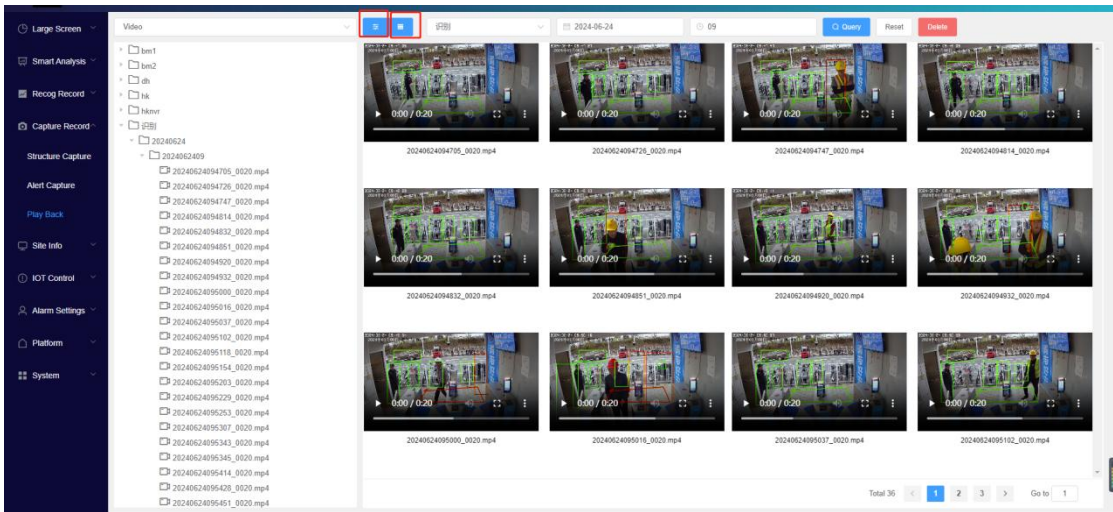 Large Screen
Video
识别
2024-06-24
09
Query
Reset
Delete
Smart Analysis
Recog Record
Capture Record
Structure Capture
Alert Capture
Play Back
Site Info
IOT Control
Alarm Settings
Platform
System
bm1
bm2
dh
hk
hknvr
识别
20240624
2024062409
20240624094705_0020.mp4
20240624094726_0020.mp4
20240624094747_0020.mp4
20240624094814_0020.mp4
20240624094832_0020.mp4
20240624094851_0020.mp4
20240624094920_0020.mp4
20240624094932_0020.mp4
20240624095000_0020.mp4
20240624095016_0020.mp4
20240624095037_0020.mp4
20240624095102_0020.mp4
20240624095118_0020.mp4
20240624095154_0020.mp4
20240624095203_0020.mp4
20240624095229_0020.mp4
20240624095253_0020.mp4
20240624095307_0020.mp4
20240624095343_0020.mp4
20240624095345_0020.mp4
20240624095414_0020.mp4
20240624095428_0020.mp4
20240624095451_0020.mp4
0:00 / 0:20
0:00 / 0:20
0:00 / 0:20
0:00 / 0:20
20240624094705_0020.mp4
20240624094726_0020.mp4
20240624094747_0020.mp4
20240624094814_0020.mp4
0:00 / 0:20
0:00 / 0:20
0:00 / 0:20
0:00 / 0:20
20240624094832_0020.mp4
20240624094851_0020.mp4
20240624094920_0020.mp4
20240624094932_0020.mp4
0:00 / 0:20
0:00 / 0:20
0:00 / 0:20
0:00 / 0:20
20240624095000_0020.mp4
20240624095016_0020.mp4
20240624095037_0020.mp4
20240624095102_0020.mp4
Total 36
1
2
3
Go to
1